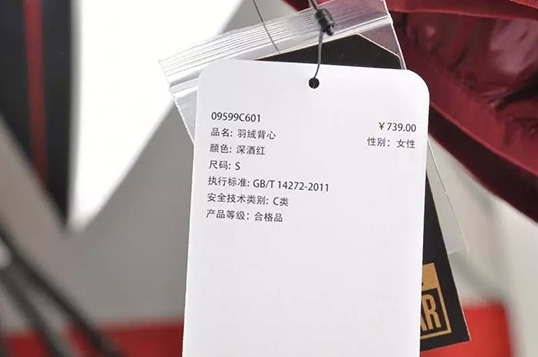 09599C601
¥739.00
品名: 羽绒背心
性别: 女性
颜色: 深酒红
尺码: S
执行标准: GB/T 14272-2011
安全技术类别: C类
产品等级: 合格品
AR